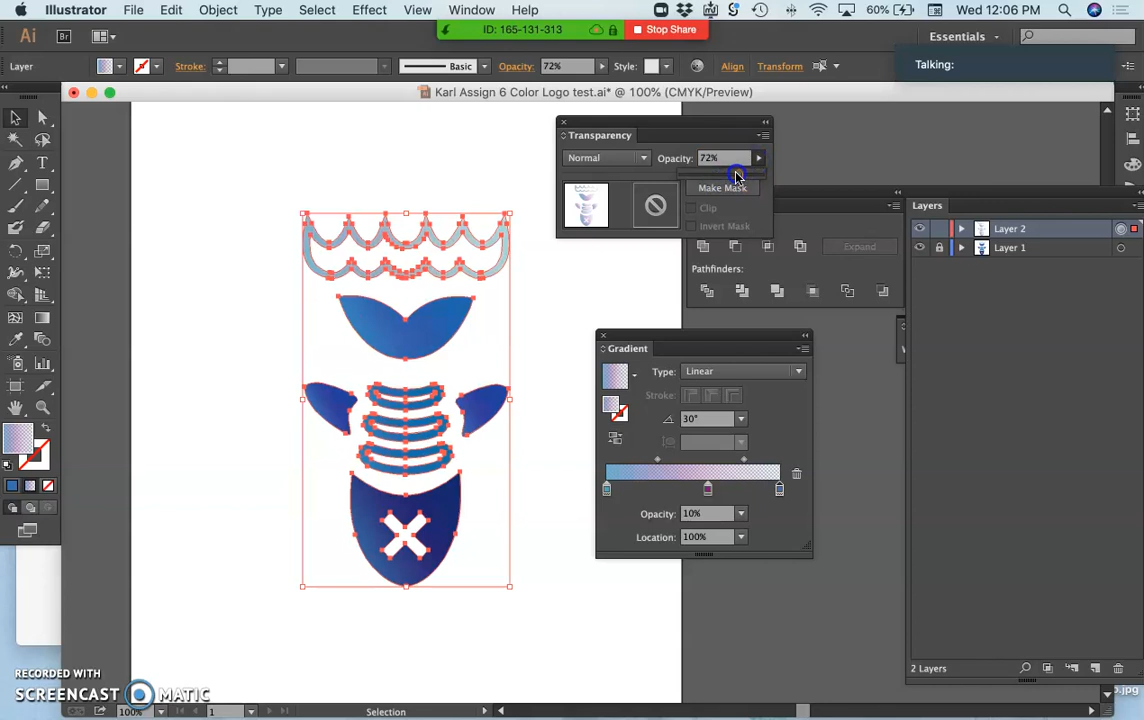 Illustrator File Edit Object Type Select Effect View Window Help 60% Wed 12:06 PM
ID: 165-131-313 Stop Share
Ai Br Essentials
Talking:
Layer Stroke: Basic Opacity: 72% Style: Align Transform
Karl Assign 6 Color Logo test.ai* @ 100% (CMYK/Preview)
Transparency
Normal Opacity: 72%
Make Mask
Clip
Invert Mask
Expand
Pathfinders:
Layers
Layer 2
Layer 1
Gradient
Type: Linear
Stroke:
30°
Opacity: 10%
Location: 100%
2 Layers
RECORDED WITH
SCREENCAST MATIC
100% 1 Selection